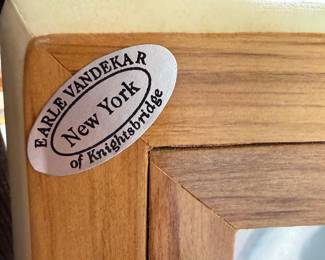 EARLE VANDEKAR
New York
of Knightsbridge